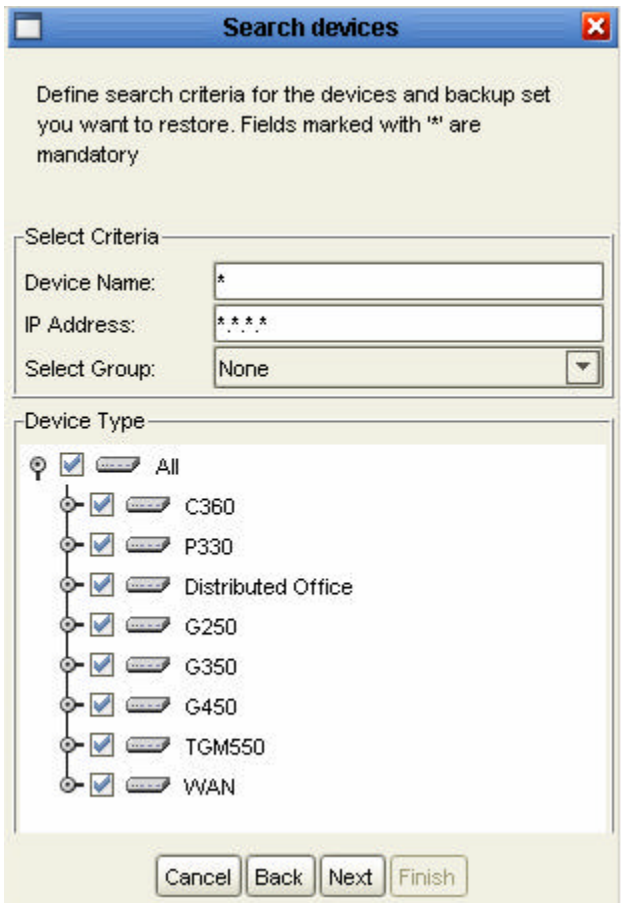 Search devices
Define search criteria for the devices and backup set
you want to restore. Fields marked with '*' are
mandatory
Select Criteria
Device Name: *
IP Address: *.*.*.*
Select Group: None
Device Type
All
C360
P330
Distributed Office
G250
G350
G450
TGM550
WAN
Cancel Back Next Finish